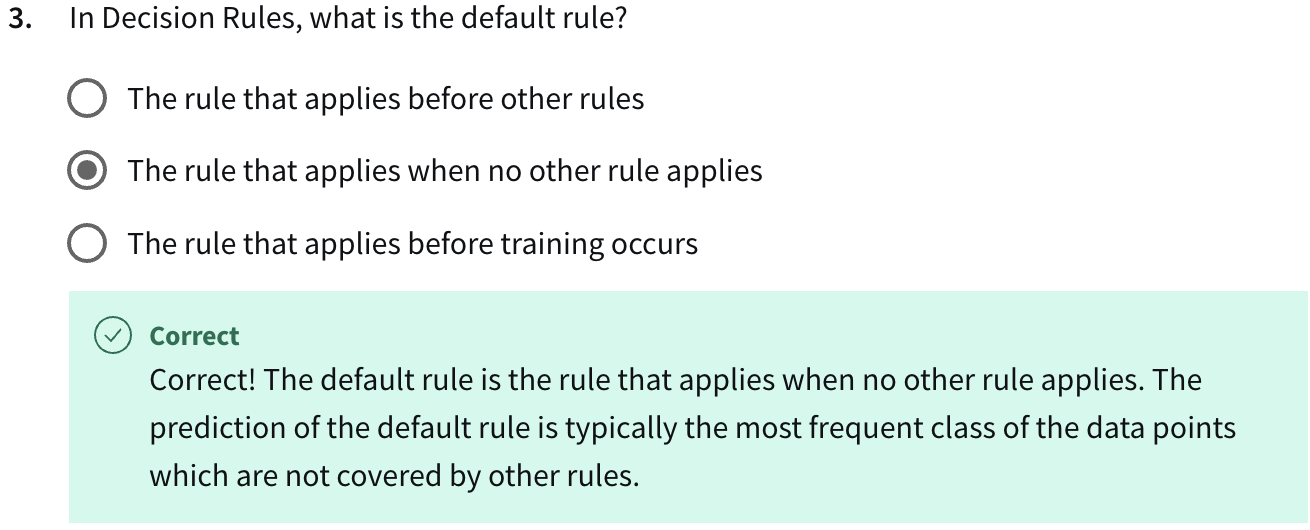 3. In Decision Rules, what is the default rule?
The rule that applies before other rules
The rule that applies when no other rule applies
The rule that applies before training occurs
Correct
Correct! The default rule is the rule that applies when no other rule applies. The
prediction of the default rule is typically the most frequent class of the data points
which are not covered by other rules.